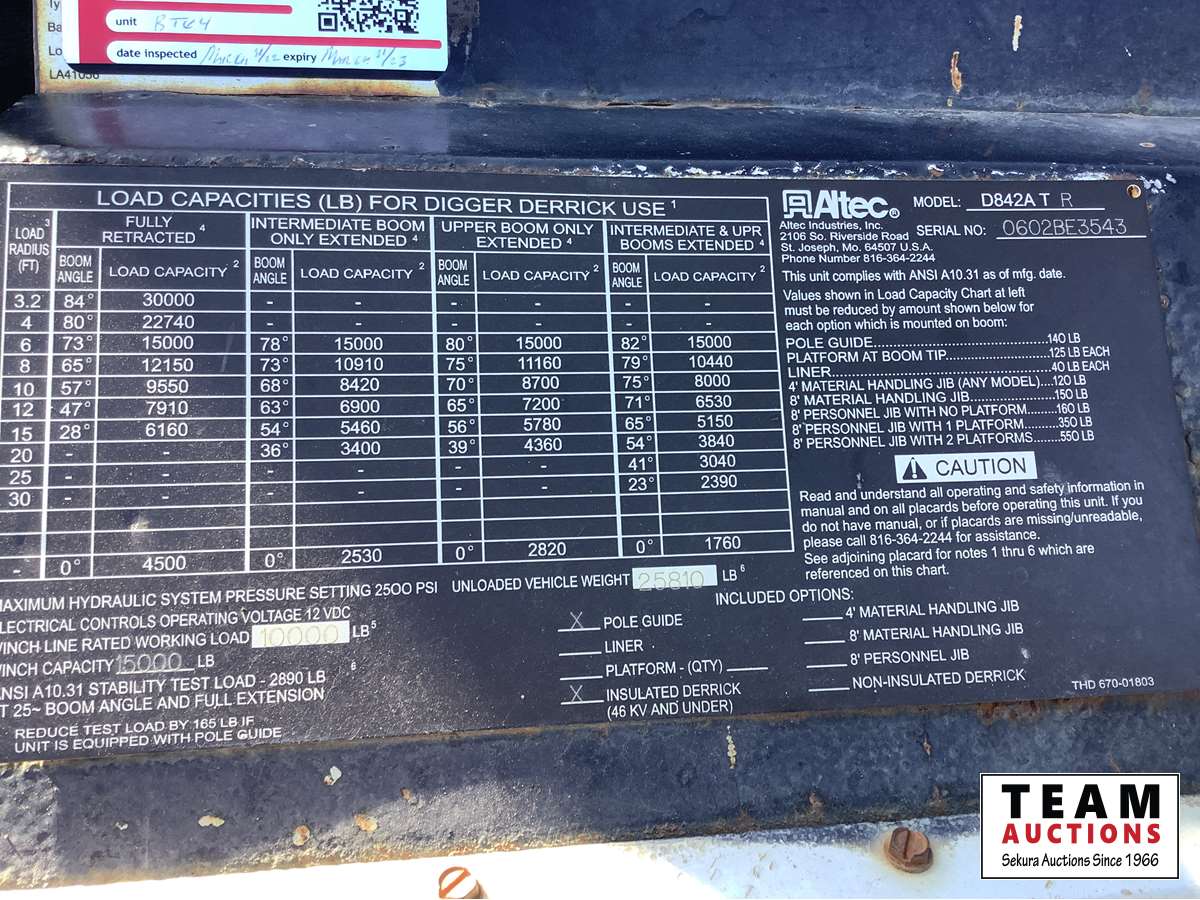 Ty
unit BTK4
Ba
date inspected March 31/22 expiry March 31/23
Lo
LA41056
LOAD CAPACITIES (LB) FOR DIGGER DERRICK USE 1
LOAD RADIUS (FT) 3 | FULLY RETRACTED 4 | INTERMEDIATE BOOM ONLY EXTENDED 4 | UPPER BOOM ONLY EXTENDED 4 | INTERMEDIATE & UPR BOOMS EXTENDED 4
BOOM ANGLE | LOAD CAPACITY 2 | BOOM ANGLE | LOAD CAPACITY 2 | BOOM ANGLE | LOAD CAPACITY 2 | BOOM ANGLE | LOAD CAPACITY 2
3.2 84° 30000 - - - - - -
4 80° 22740 - - - - - -
6 73° 15000 78° 15000 80° 15000 82° 15000
8 65° 12150 73° 10910 75° 11160 79° 10440
10 57° 9550 68° 8420 70° 8700 75° 8000
12 47° 7910 63° 6900 65° 7200 71° 6530
15 28° 6160 54° 5460 56° 5780 65° 5150
20 - - 36° 3400 39° 4360 54° 3840
25 - - - - - - 41° 3040
30 - - - - - - 23° 2390
- 0° 4500 0° 2530 0° 2820 0° 1760
Altec®
MODEL: D842A T R
Altec Industries, Inc.
2106 So. Riverside Road
SERIAL NO: 0602BE3543
St. Joseph, Mo. 64507 U.S.A.
Phone Number 816-364-2244
This unit complies with ANSI A10.31 as of mfg. date.
Values shown in Load Capacity Chart at left
must be reduced by amount shown below for
each option which is mounted on boom:
POLE GUIDE.....140 LB
PLATFORM AT BOOM TIP.....125 LB EACH
LINER.....40 LB EACH
4' MATERIAL HANDLING JIB (ANY MODEL)....120 LB
8' MATERIAL HANDLING JIB.....150 LB
8' PERSONNEL JIB WITH NO PLATFORM.....160 LB
8' PERSONNEL JIB WITH 1 PLATFORM.....350 LB
8' PERSONNEL JIB WITH 2 PLATFORMS.....550 LB
CAUTION
Read and understand all operating and safety information in
manual and on all placards before operating this unit. If you
do not have manual, or if placards are missing/unreadable,
please call 816-364-2244 for assistance.
See adjoining placard for notes 1 thru 6 which are
referenced on this chart.
MAXIMUM HYDRAULIC SYSTEM PRESSURE SETTING 2500 PSI UNLOADED VEHICLE WEIGHT 25810 LB 6
ELECTRICAL CONTROLS OPERATING VOLTAGE 12 VDC
WINCH LINE RATED WORKING LOAD 10000 LB 5
WINCH CAPACITY 15000 LB
ANSI A10.31 STABILITY TEST LOAD - 2890 LB 6
AT 25~ BOOM ANGLE AND FULL EXTENSION
REDUCE TEST LOAD BY 165 LB IF
UNIT IS EQUIPPED WITH POLE GUIDE
INCLUDED OPTIONS:
X POLE GUIDE
LINER
PLATFORM - (QTY)
X INSULATED DERRICK
(46 KV AND UNDER)
4' MATERIAL HANDLING JIB
8' MATERIAL HANDLING JIB
8' PERSONNEL JIB
NON-INSULATED DERRICK
THD 670-01803
TEAM
AUCTIONS
Sekura Auctions Since 1966